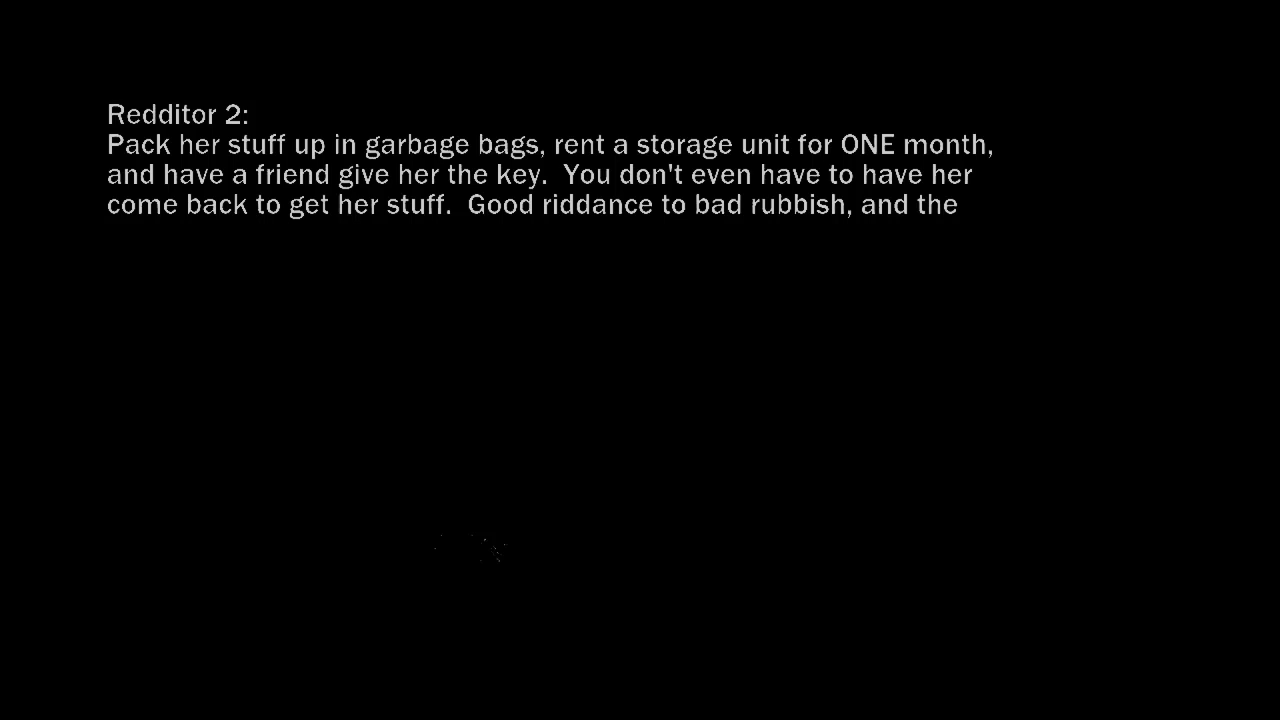 Redditor 2:
Pack her stuff up in garbage bags, rent a storage unit for ONE month,
and have a friend give her the key.  You don't even have to have her
come back to get her stuff.  Good riddance to bad rubbish, and the